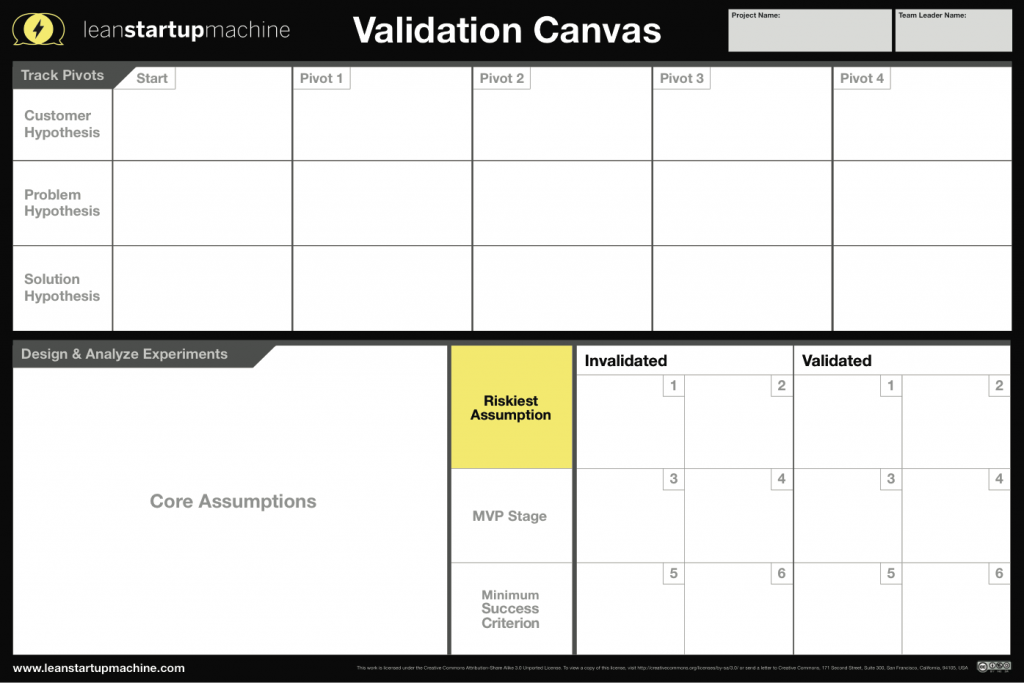 leanstartupmachine
Validation Canvas
Project Name:
Team Leader Name:
Track Pivots
Start
Pivot 1
Pivot 2
Pivot 3
Pivot 4
Customer
Hypothesis
Problem
Hypothesis
Solution
Hypothesis
Design & Analyze Experiments
Core Assumptions
Riskiest
Assumption
MVP Stage
Minimum
Success
Criterion
Invalidated
1
2
3
4
5
6
Validated
1
2
3
4
5
6
www.leanstartupmachine.com
This work is licensed under the Creative Commons Attribution-Share Alike 3.0 Unported License. To view a copy of this license, visit http://creativecommons.org/licenses/by-sa/3.0/ or send a letter to Creative Commons, 171 Second Street, Suite 300, San Francisco, California, 94105, USA